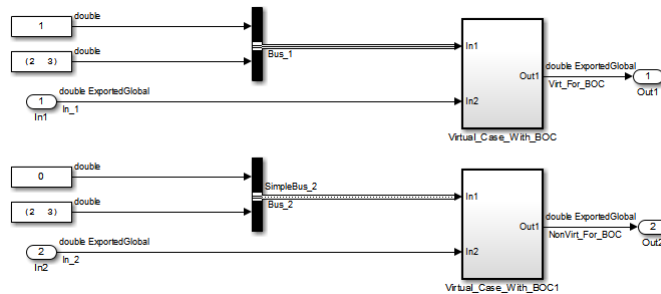 double
1
double
(2 3)
Bus_1
In1
Out1
double ExportedGlobal
1
Out1
Virt_For_BOC
double ExportedGlobal
1
In1
In_1
In2
Virtual_Case_With_BOC
double
0
SimpleBus_2
double
(2 3)
Bus_2
In1
Out1
double ExportedGlobal
2
Out2
NonVirt_For_BOC
double ExportedGlobal
2
In2
In_2
In2
Virtual_Case_With_BOC1